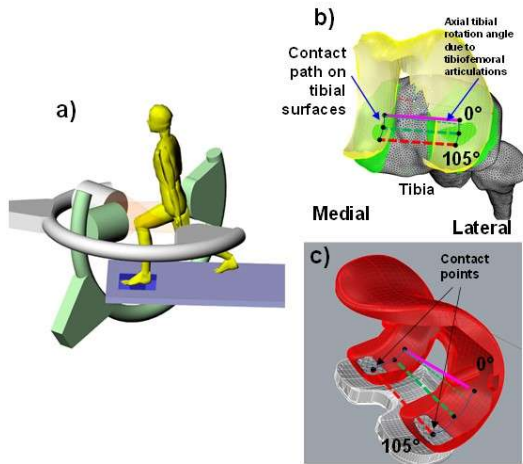 a)
b)
Contact
path on
tibial
surfaces
Axial tibial
rotation angle
due to
tibiofemoral
articulations
0°
105°
Tibia
Medial
Lateral
c)
Contact
points
0°
105°